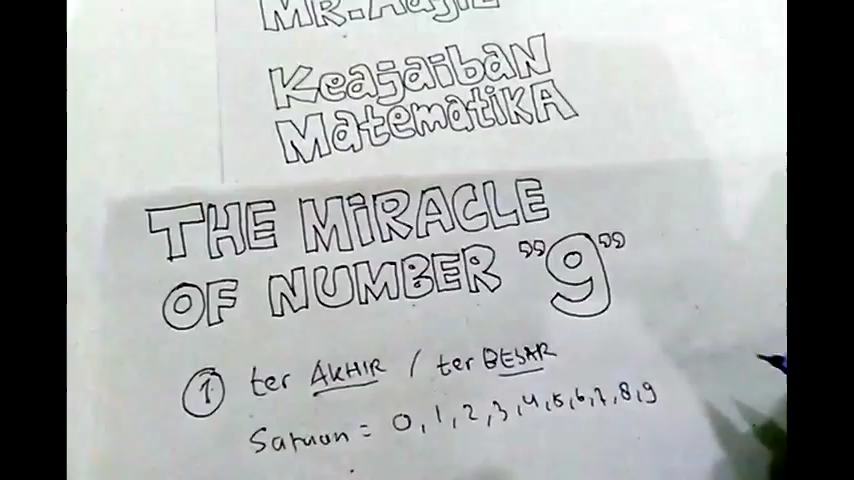 MR.
Keajaiban
MatematiKA
THE MiRACLE
OF NUMBER "9"
1 ter AKHIR / ter BESAR
Satuan = 0, 1, 2, 3, 4, 5, 6, 7, 8, 9